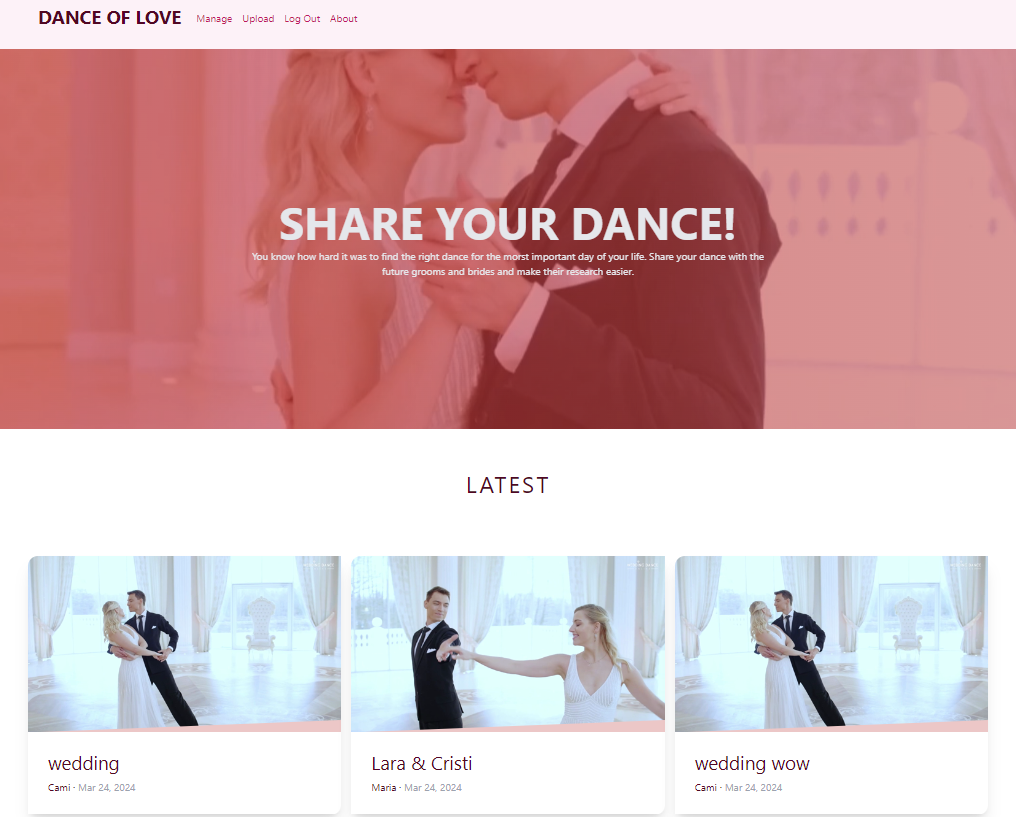 DANCE OF LOVE Manage Upload Log Out About
SHARE YOUR DANCE!
You know how hard it was to find the right dance for the morst important day of your life. Share your dance with the
future grooms and brides and make their research easier.
LATEST
wedding
Cami · Mar 24, 2024
Lara & Cristi
Maria · Mar 24, 2024
wedding wow
Cami · Mar 24, 2024